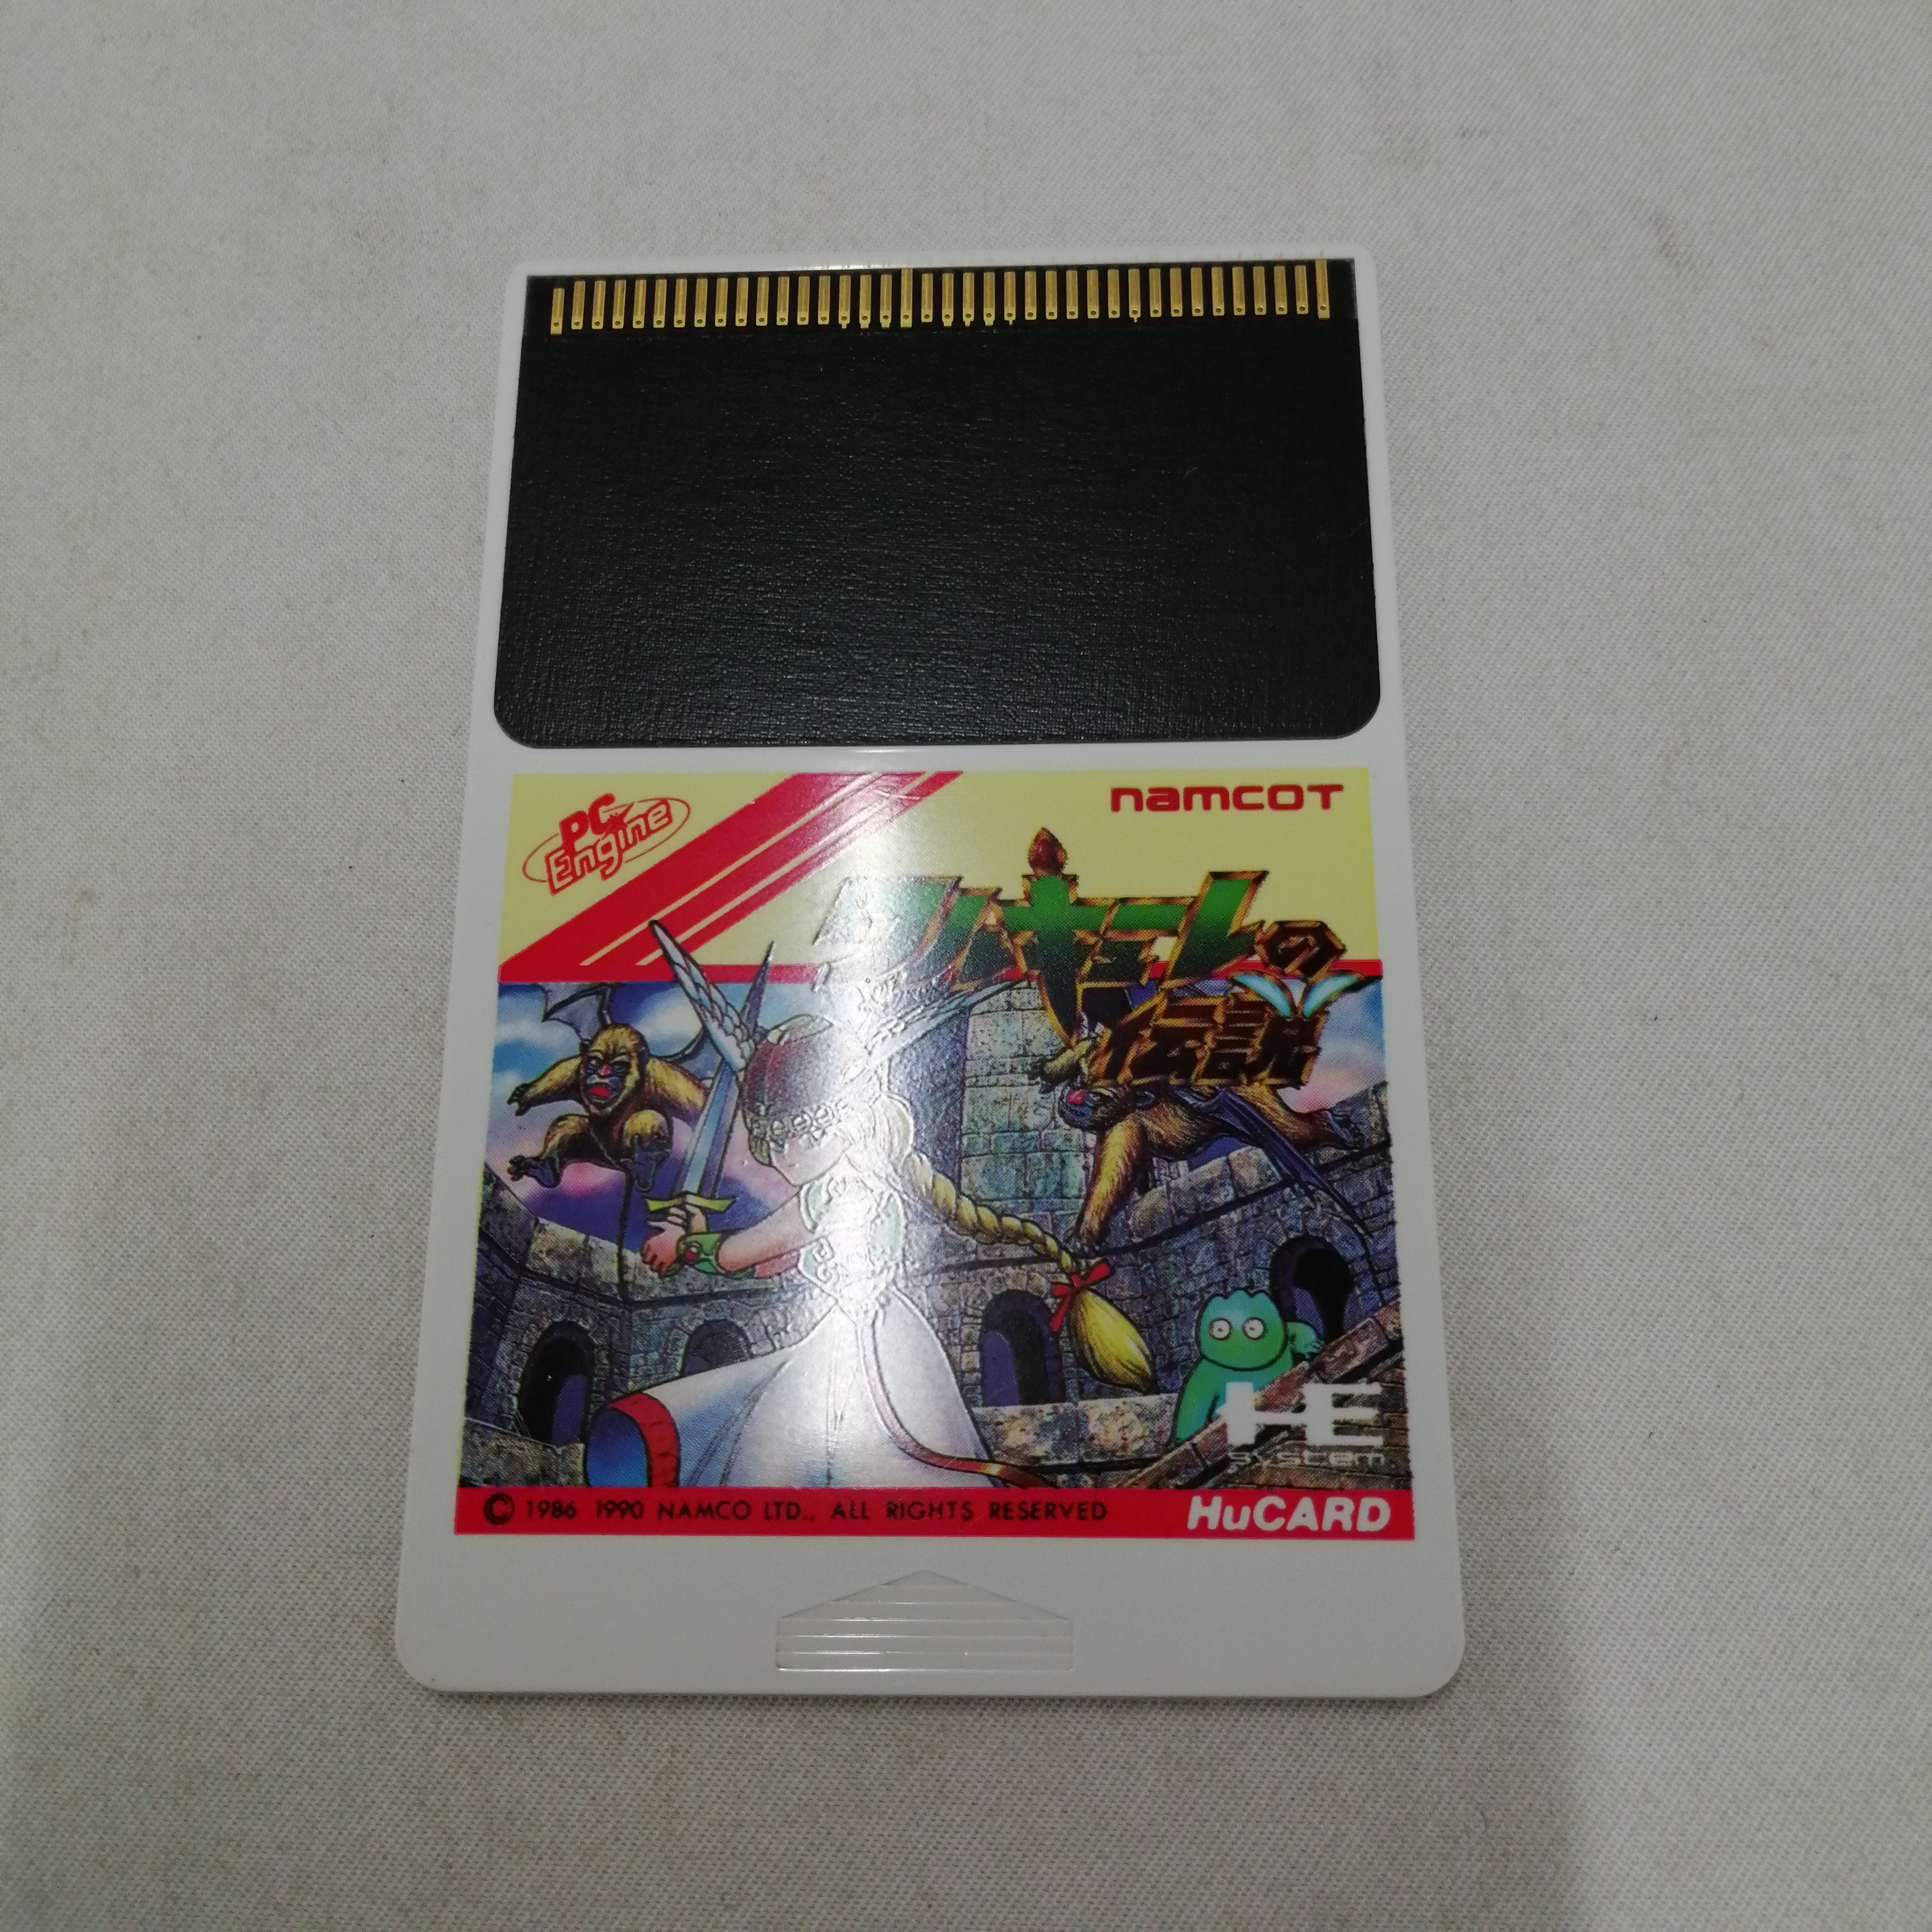 PC Engine
namcot
ワルキューレの
伝説
HE
system
© 1986 1990 NAMCO LTD., ALL RIGHTS RESERVED
HuCARD